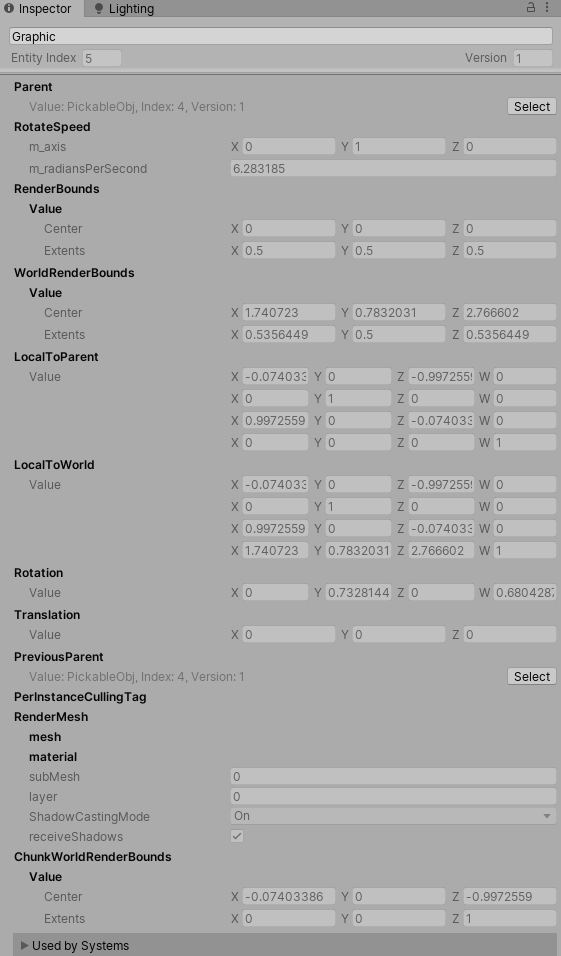 Inspector Lighting
Graphic
Entity Index 5 Version 1
Parent
Value: PickableObj, Index: 4, Version: 1 Select
RotateSpeed
m_axis X 0 Y 1 Z 0
m_radiansPerSecond 6.283185
RenderBounds
Value
Center X 0 Y 0 Z 0
Extents X 0.5 Y 0.5 Z 0.5
WorldRenderBounds
Value
Center X 1.740723 Y 0.7832031 Z 2.766602
Extents X 0.5356449 Y 0.5 Z 0.5356449
LocalToParent
Value X -0.074033 Y 0 Z -0.997255 W 0
X 0 Y 1 Z 0 W 0
X 0.9972559 Y 0 Z -0.074033 W 0
X 0 Y 0 Z 0 W 1
LocalToWorld
Value X -0.074033 Y 0 Z -0.997255 W 0
X 0 Y 1 Z 0 W 0
X 0.9972559 Y 0 Z -0.074033 W 0
X 1.740723 Y 0.7832031 Z 2.766602 W 1
Rotation
Value X 0 Y 0.7328144 Z 0 W 0.680428
Translation
Value X 0 Y 0 Z 0
PreviousParent
Value: PickableObj, Index: 4, Version: 1 Select
PerInstanceCullingTag
RenderMesh
mesh
material
subMesh 0
layer 0
ShadowCastingMode On
receiveShadows
ChunkWorldRenderBounds
Value
Center X -0.07403386 Y 0 Z -0.9972559
Extents X 0 Y 0 Z 1
Used by Systems